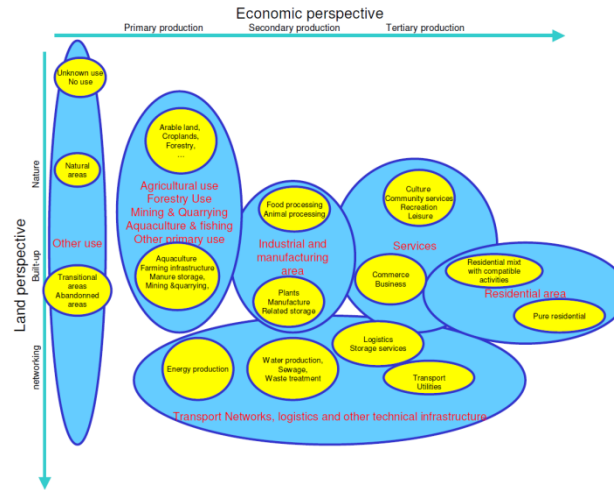 Economic perspective
Primary production
Secondary production
Tertiary production
Land perspective
Nature
Built-up
networking
Unknown use
No use
Natural
areas
Other use
Transitional
areas
Abandonned
areas
Arable land,
Croplands,
Forestry,
...
Agricultural use
Forestry Use
Mining & Quarrying
Aquaculture & fishing
Other primary use
Aquaculture
Farming infrastructure
Manure storage,
Mining &quarrying,
Food processing
Animal processing
Industrial and
manufacturing
area
Plants
Manufacture
Related storage
Culture
Community services
Recreation
Leisure
Services
Commerce
Business
Residential mixt
with compatible
activities
Residential area
Pure residential
Logistics
Storage services
Energy production
Water production,
Sewage,
Waste treatment
Transport
Utilities
Transport Networks, logistics and other technical infrastructure